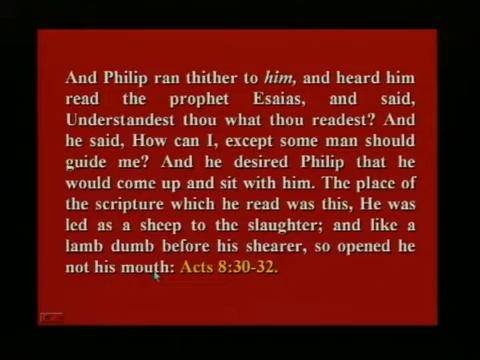 And Philip ran thither to him, and heard him
read the prophet Esaias, and said,
Understandest thou what thou readest? And
he said, How can I, except some man should
guide me? And he desired Philip that he
would come up and sit with him. The place of
the scripture which he read was this, He was
led as a sheep to the slaughter; and like a
lamb dumb before his shearer, so opened he
not his mouth: Acts 8:30-32.